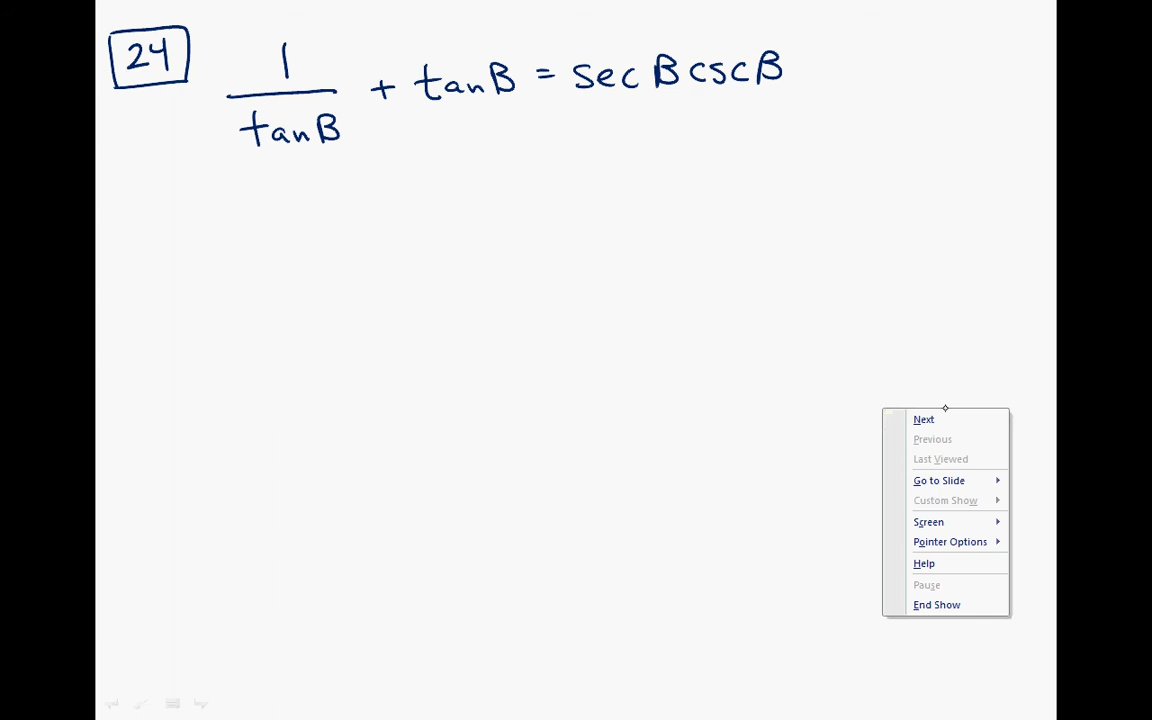 24
1
tanB + tanB = secBcscB
Next
Previous
Last Viewed
Go to Slide
Custom Show
Screen
Pointer Options
Help
Pause
End Show